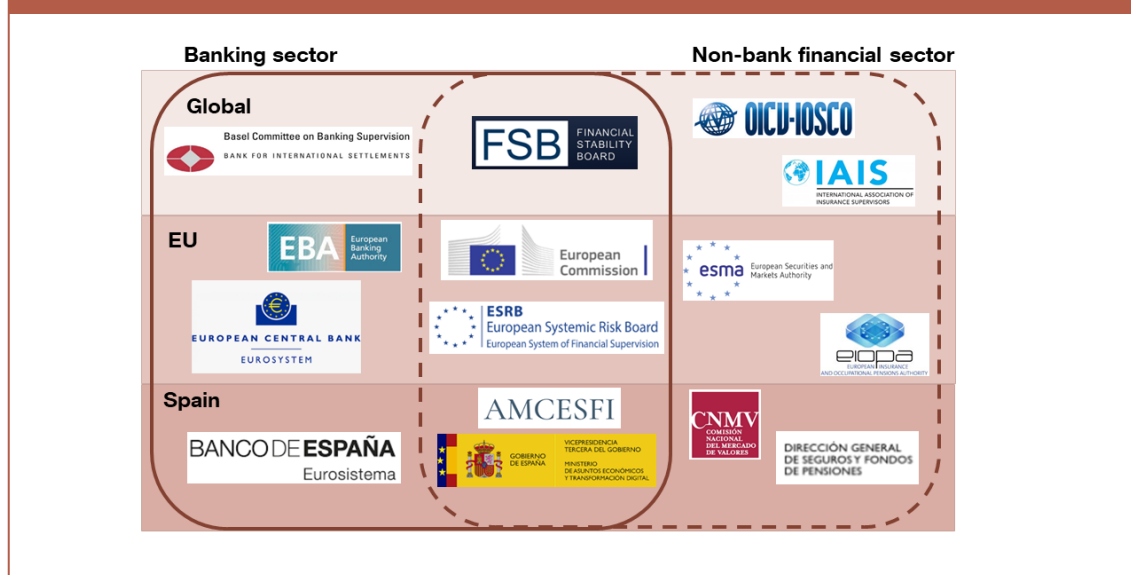 Banking sector
Non-bank financial sector
Global
Basel Committee on Banking Supervision
BANK FOR INTERNATIONAL SETTLEMENTS
FSB
FINANCIAL
STABILITY
BOARD
OICU-IOSCO
IAIS
INTERNATIONAL ASSOCIATION OF
INSURANCE SUPERVISORS
EU
EBA
European
Banking
Authority
European
Commission
esma
European Securities and
Markets Authority
EUROPEAN CENTRAL BANK
EUROSYSTEM
ESRB
European Systemic Risk Board
European System of Financial Supervision
eiopa
EUROPEAN INSURANCE
AND OCCUPATIONAL PENSIONS AUTHORITY
Spain
AMCESFI
CNMV
COMISIÓN
NACIONAL
DEL MERCADO
DE VALORES
BANCO DE ESPAÑA
Eurosistema
GOBIERNO
DE ESPAÑA
VICEPRESIDENCIA
TERCERA DEL GOBIERNO
MINISTERIO
DE ASUNTOS ECONÓMICOS
Y TRANSFORMACIÓN DIGITAL
DIRECCIÓN GENERAL
DE SEGUROS Y FONDOS
DE PENSIONES